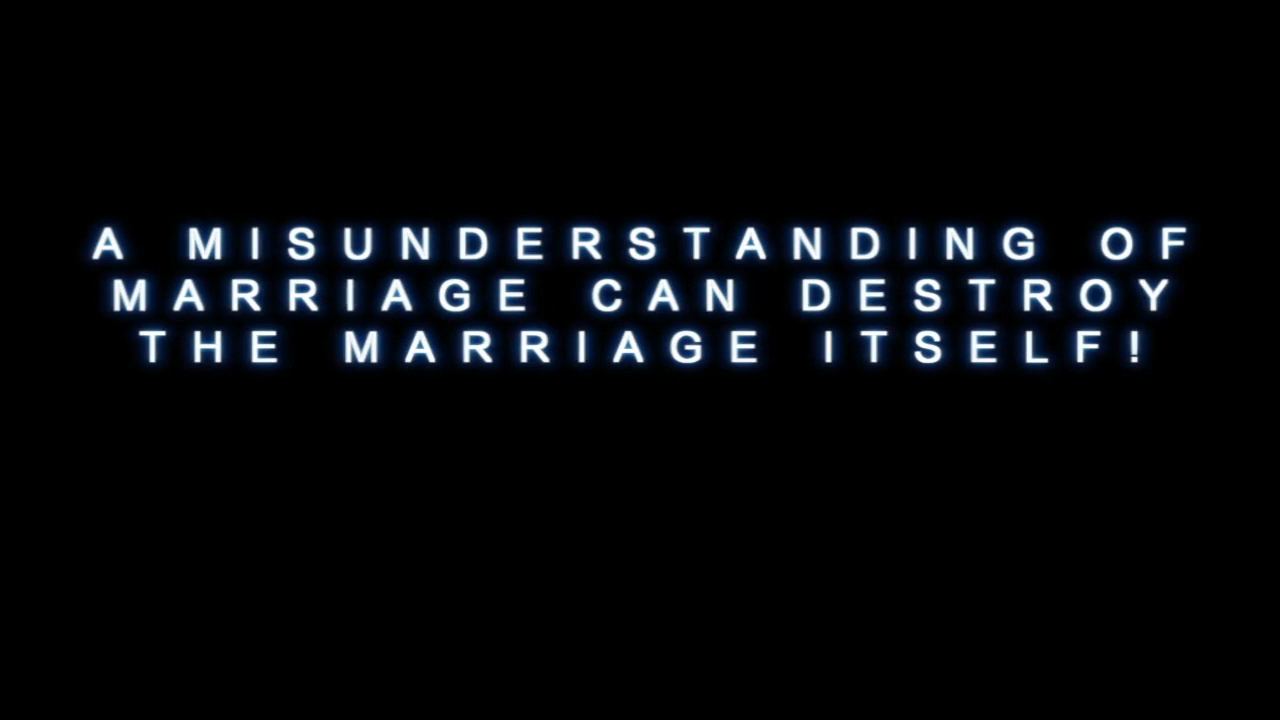 A MISUNDERSTANDING OF
MARRIAGE CAN DESTROY
THE MARRIAGE ITSELF!